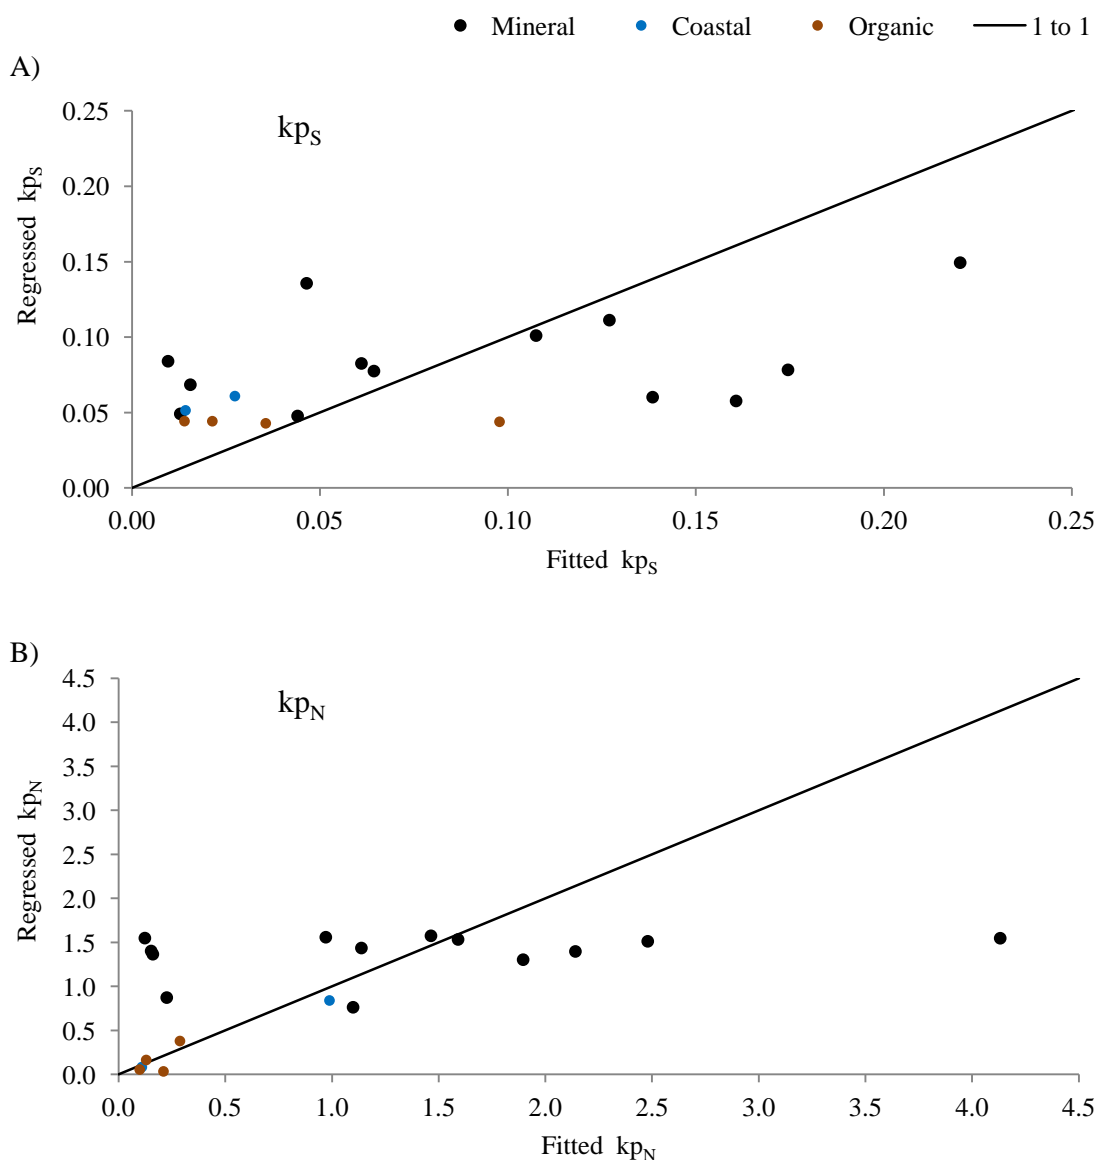 Mineral Coastal Organic 1 to 1
A)
kpS
0.25
0.20
0.15
0.10
0.05
0.00
Regressed kpS
0.00 0.05 0.10 0.15 0.20 0.25
Fitted kpS
B)
kpN
4.5
4.0
3.5
3.0
2.5
2.0
1.5
1.0
0.5
0.0
Regressed kpN
0.0 0.5 1.0 1.5 2.0 2.5 3.0 3.5 4.0 4.5
Fitted kpN